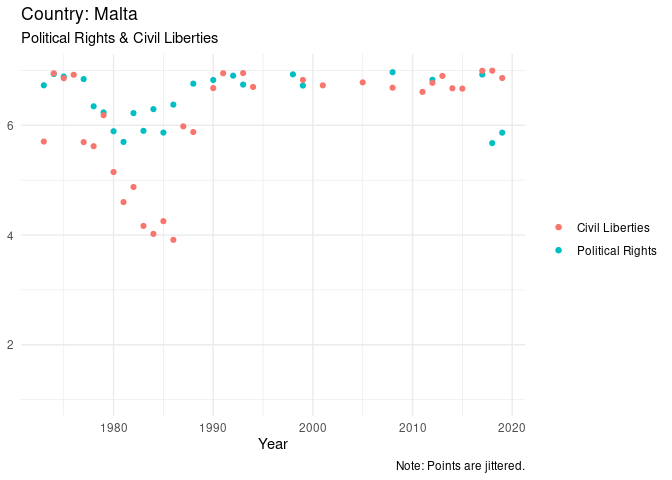 Country: Malta
Political Rights & Civil Liberties
6
4
2
1980 1990 2000 2010 2020
Year
Civil Liberties
Political Rights
Note: Points are jittered.